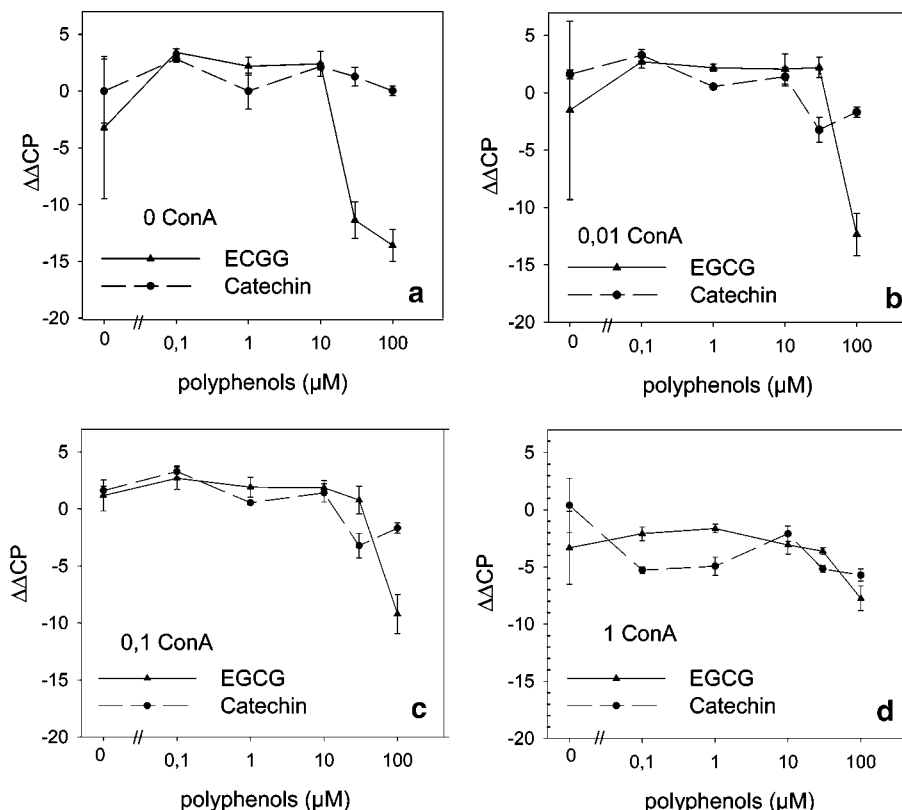 5
0
-5
-10
-15
-20
ΔΔCP
0 ConA
ECGG
Catechin
a
0 // 0,1 1 10 100
polyphenols (µM)
5
0
-5
-10
-15
-20
ΔΔCP
0,01 ConA
EGCG
Catechin
b
0 // 0,1 1 10 100
polyphenols (µM)
5
0
-5
-10
-15
-20
ΔΔCP
0,1 ConA
EGCG
Catechin
c
0 // 0,1 1 10 100
polyphenols (µM)
5
0
-5
-10
-15
-20
ΔΔCP
1 ConA
EGCG
Catechin
d
0 // 0,1 1 10 100
polyphenols (µM)